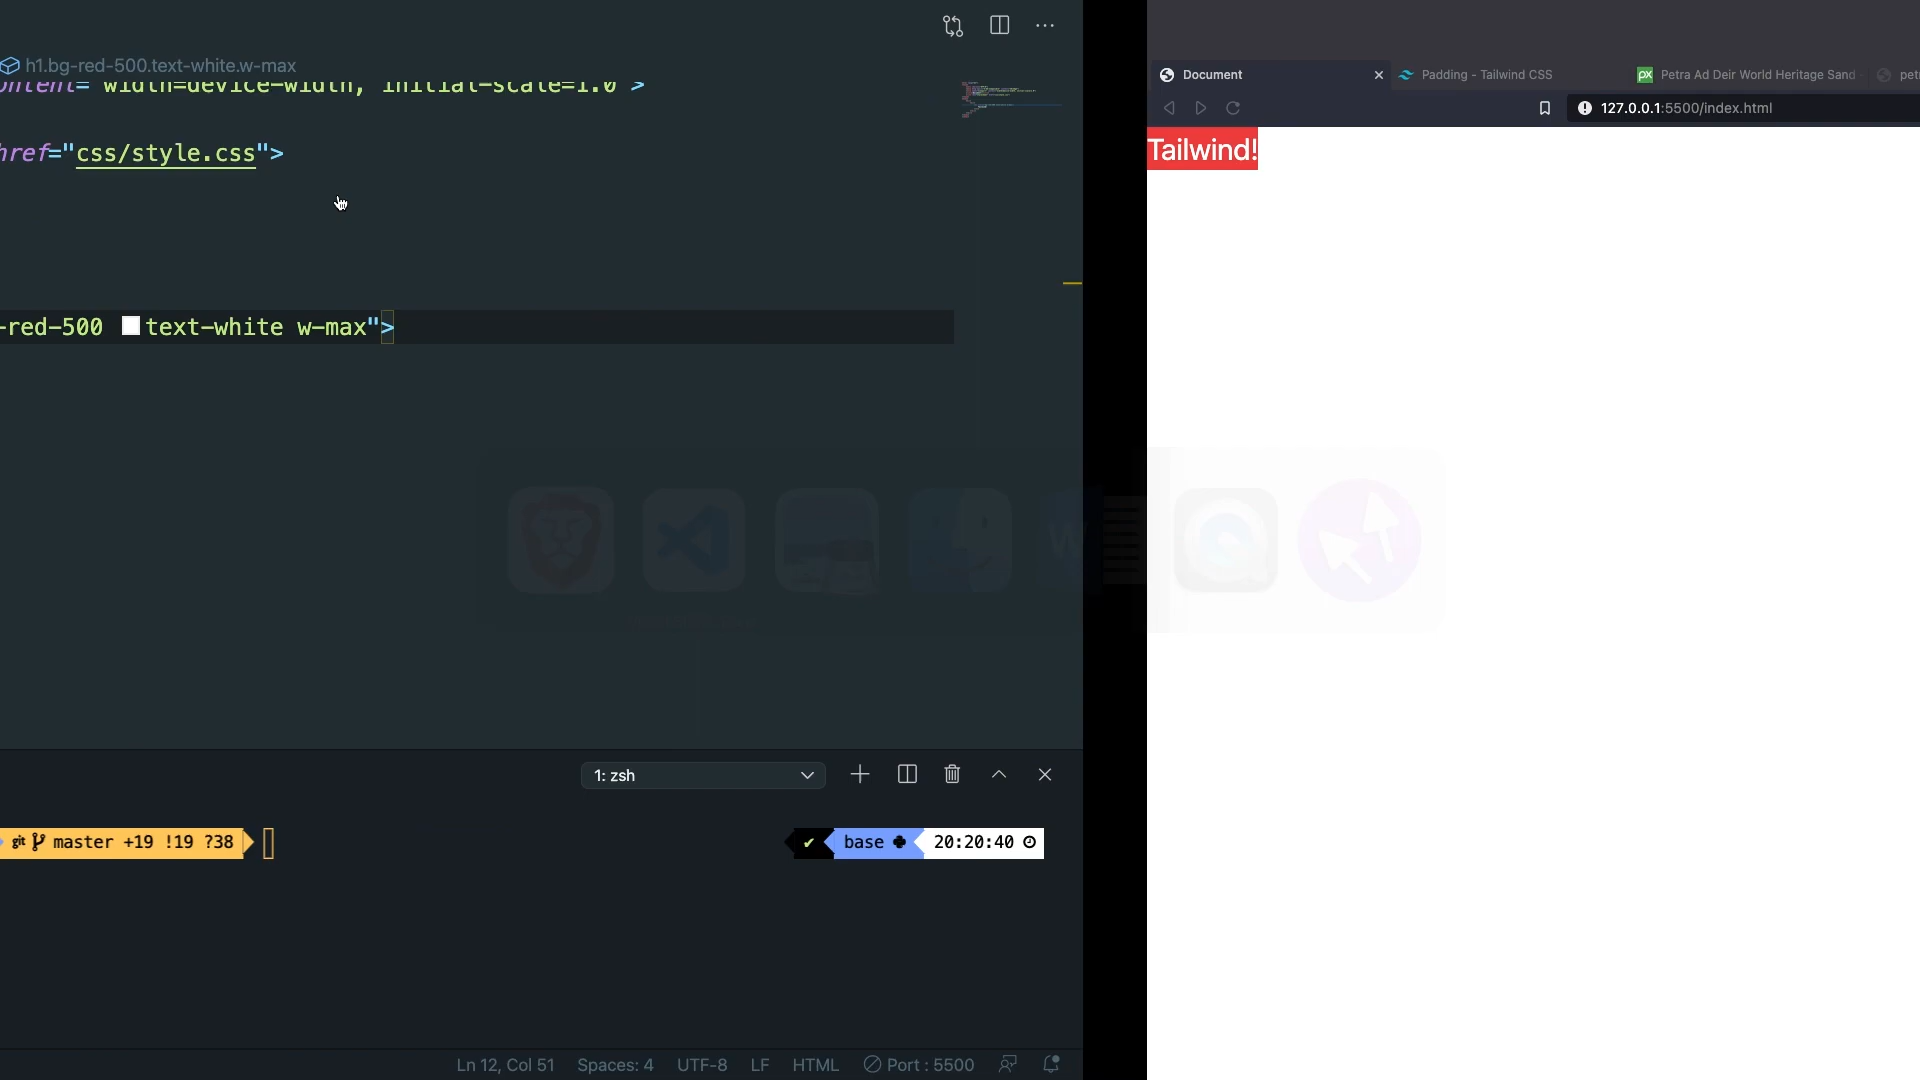 h1.bg-red-500.text-white.w-max
content="width=device-width, initial-scale=1.0">
href="css/style.css">
-red-500 text-white w-max">
1: zsh
git master +19 !19 ?38
✔ base 20:20:40
Ln 12, Col 51 Spaces: 4 UTF-8 LF HTML Port : 5500
Document Padding - Tailwind CSS PX Petra Ad Deir World Heritage Sand petr
127.0.0.1:5500/index.html
Tailwind!
W